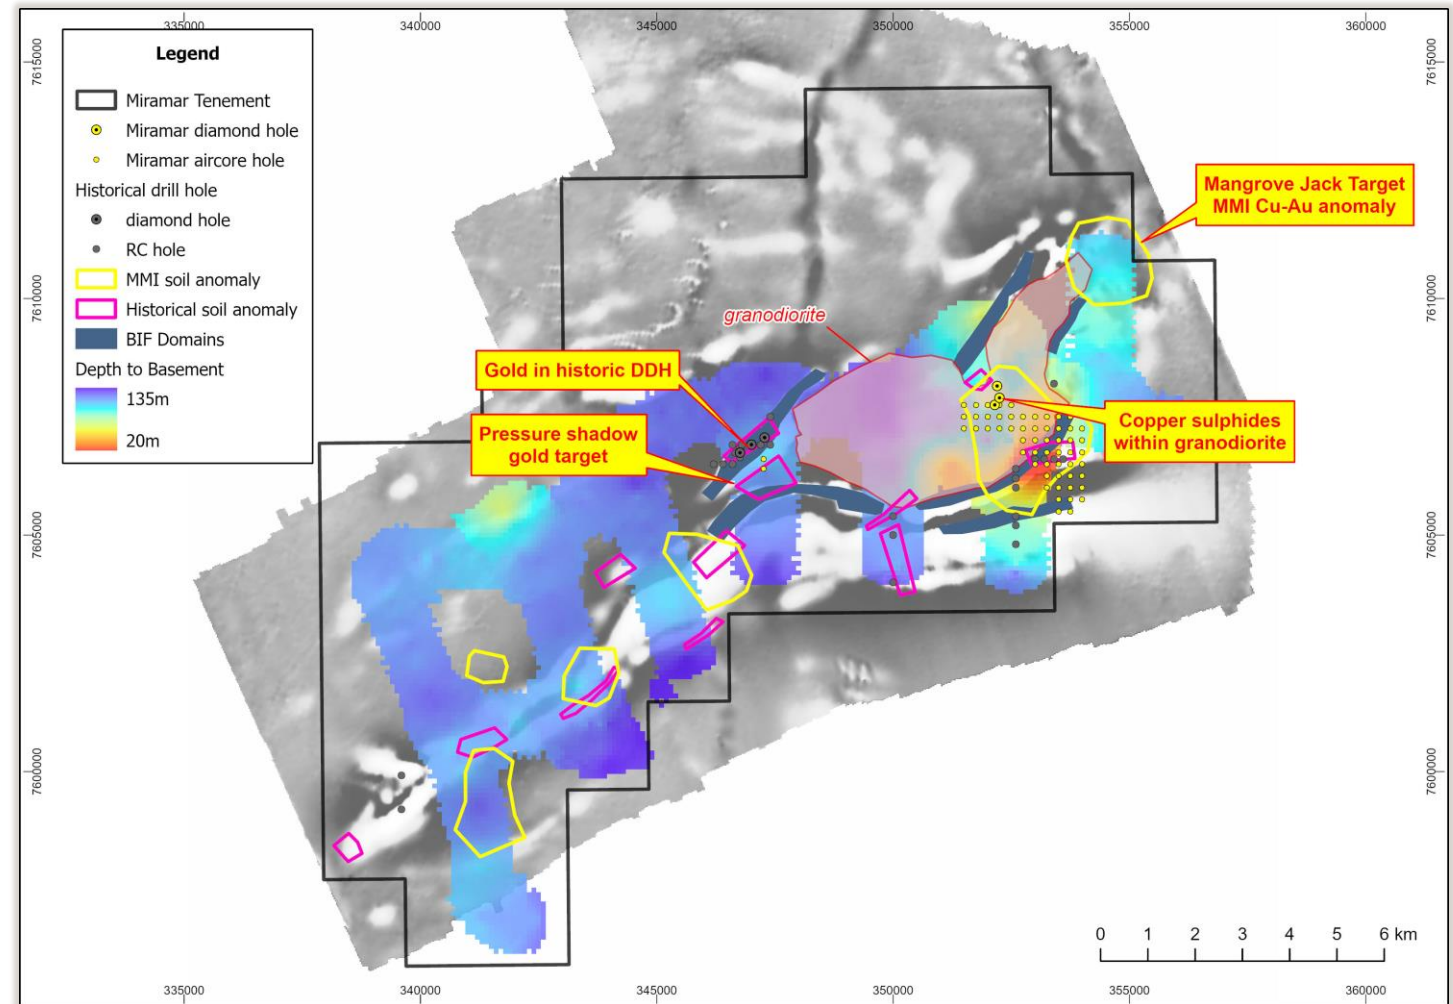 335000
340000
345000
350000
355000
360000
7615000
7615000
Legend
Miramar Tenement
Miramar diamond hole
Miramar aircore hole
Historical drill hole
diamond hole
RC hole
MMI soil anomaly
Historical soil anomaly
BIF Domains
Depth to Basement
135m
20m
Mangrove Jack Target
MMI Cu-Au anomaly
7610000
7610000
granodiorite
Gold in historic DDH
Pressure shadow
gold target
Copper sulphides
within granodiorite
7605000
7605000
7600000
7600000
0 1 2 3 4 5 6 km
335000
340000
345000
350000
355000
360000